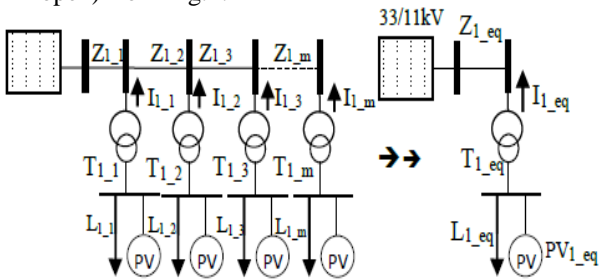 33/11kV
Z1_1 Z1_2 Z1_3 Z1_m Z1_eq
I1_1 I1_2 I1_3 I1_m I1_eq
T1_1 T1_2 T1_3 T1_m T1_eq
L1_1 L1_2 L1_3 L1_m L1_eq
PV PV PV PV PV PV1_eq